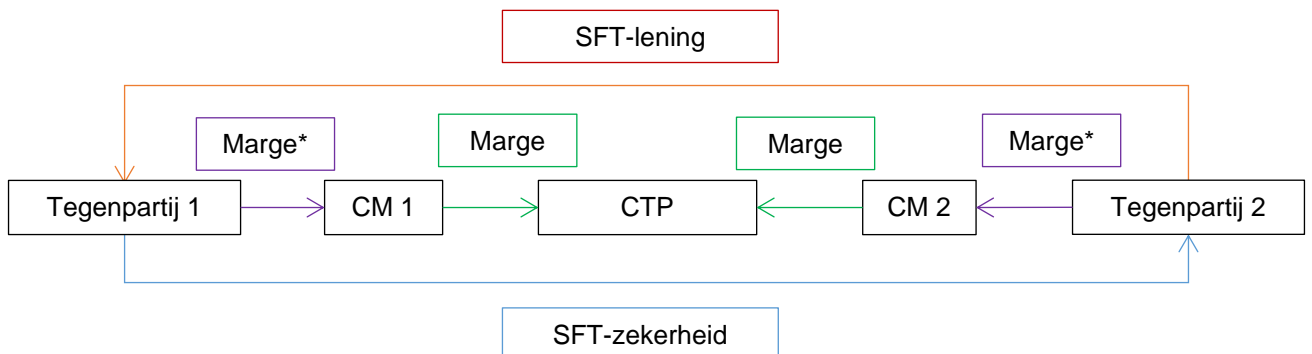 SFT-lening
Marge*
Marge
Marge
Marge*
Tegenpartij 1
CM 1
CTP
CM 2
Tegenpartij 2
SFT-zekerheid